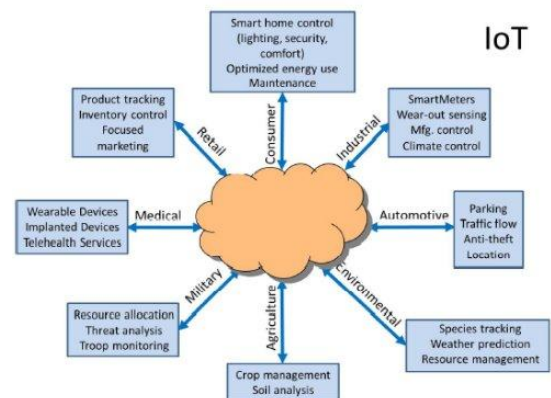 IoT
Smart home control
(lighting, security,
comfort)
Optimized energy use
Maintenance
Consumer
Product tracking
Inventory control
Focused
marketing
Retail
SmartMeters
Wear-out sensing
Mfg. control
Climate control
Industrial
Wearable Devices
Implanted Devices
Telehealth Services
Medical
Automotive
Parking
Traffic flow
Anti-theft
Location
Military
Resource allocation
Threat analysis
Troop monitoring
Agriculture
Crop management
Soil analysis
Environmental
Species tracking
Weather prediction
Resource management